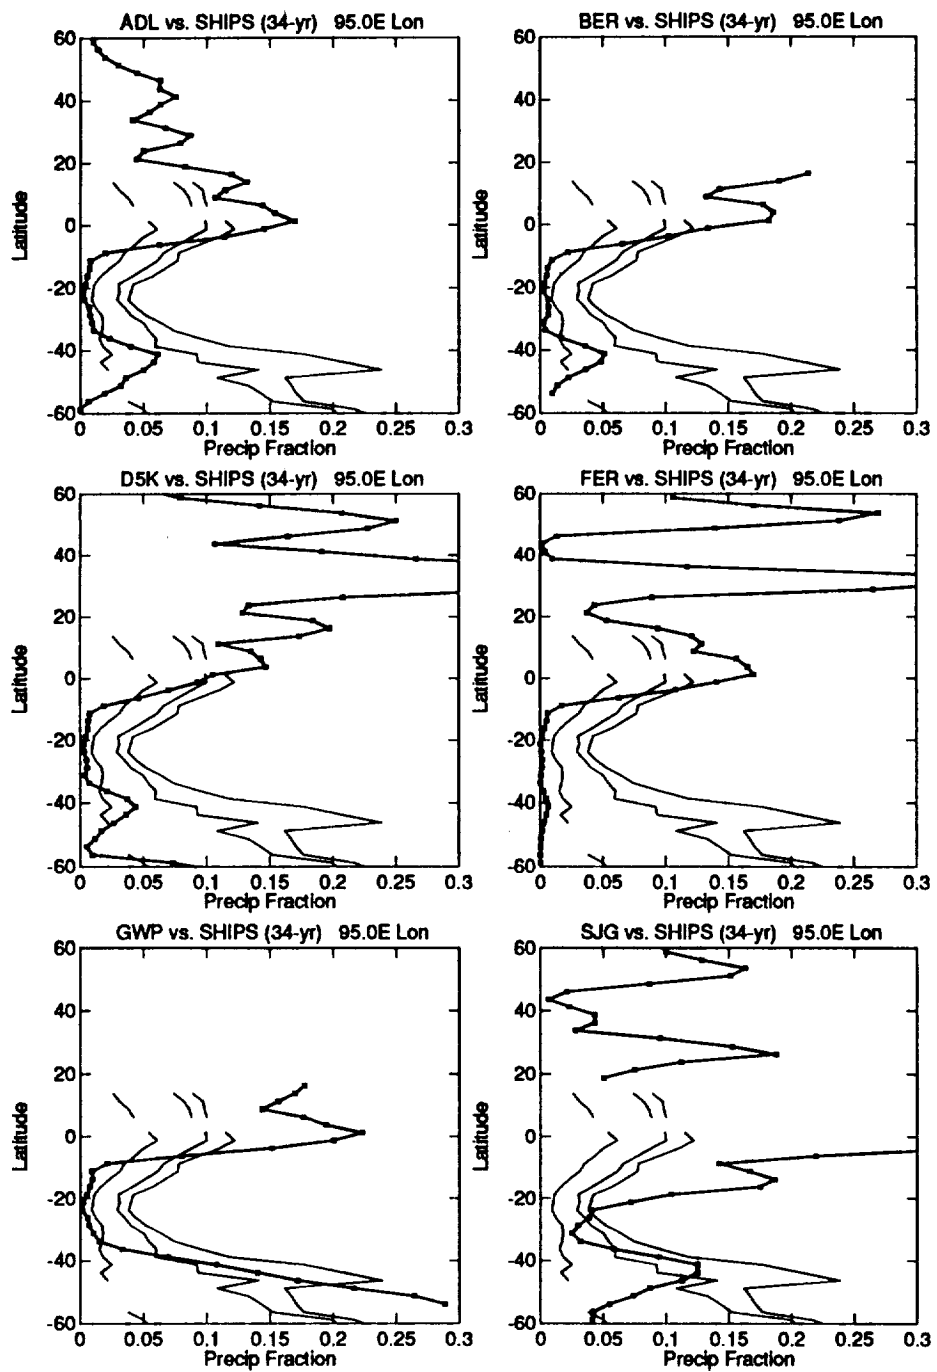 ADL vs. SHIPS (34-yr) 95.0E Lon
60
40
20
0
-20
-40
-60
Latitude
0 0.05 0.1 0.15 0.2 0.25 0.3
Precip Fraction
BER vs. SHIPS (34-yr) 95.0E Lon
60
40
20
0
-20
-40
-60
Latitude
0 0.05 0.1 0.15 0.2 0.25 0.3
Precip Fraction
D5K vs. SHIPS (34-yr) 95.0E Lon
60
40
20
0
-20
-40
-60
Latitude
0 0.05 0.1 0.15 0.2 0.25 0.3
Precip Fraction
FER vs. SHIPS (34-yr) 95.0E Lon
60
40
20
0
-20
-40
-60
Latitude
0 0.05 0.1 0.15 0.2 0.25 0.3
Precip Fraction
GWP vs. SHIPS (34-yr) 95.0E Lon
60
40
20
0
-20
-40
-60
Latitude
0 0.05 0.1 0.15 0.2 0.25 0.3
Precip Fraction
SJG vs. SHIPS (34-yr) 95.0E Lon
60
40
20
0
-20
-40
-60
Latitude
0 0.05 0.1 0.15 0.2 0.25 0.3
Precip Fraction